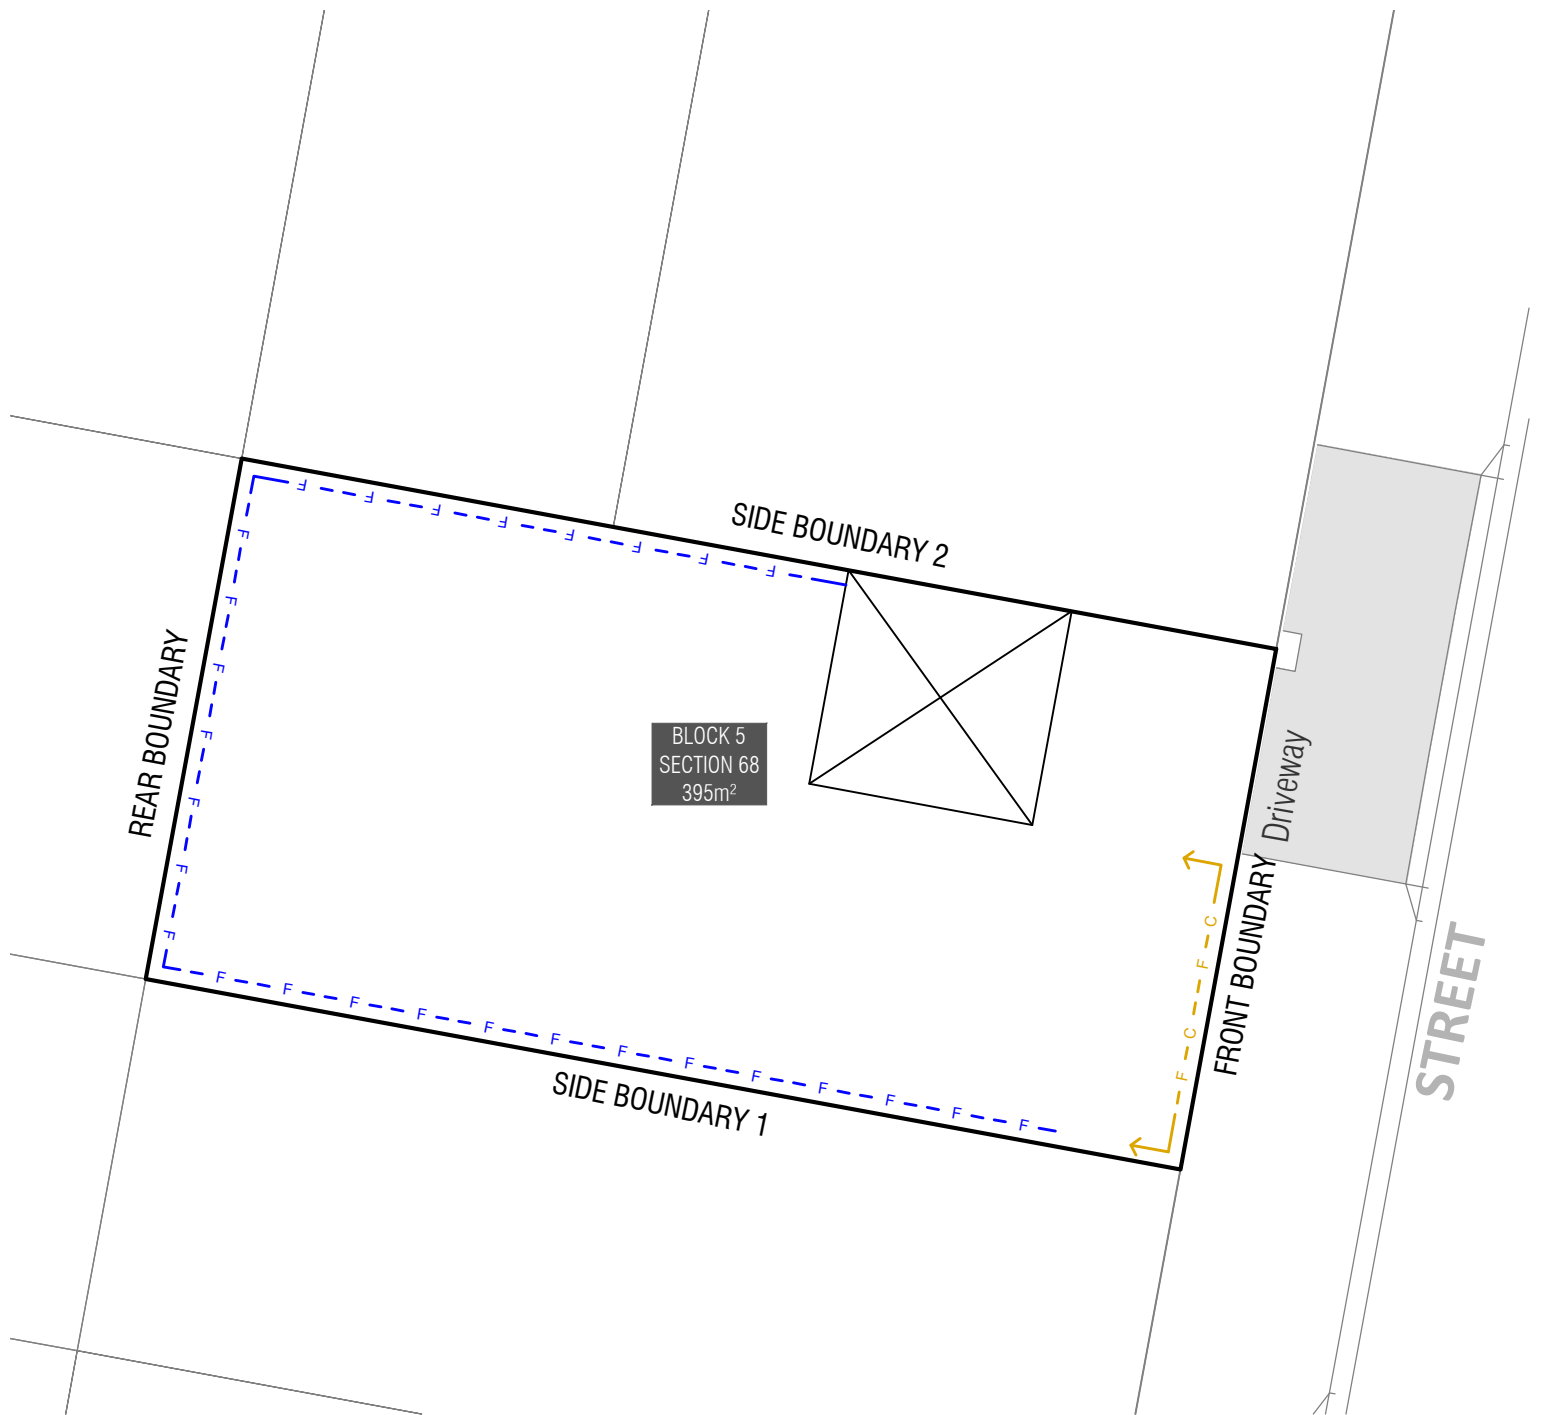 SIDE BOUNDARY 2
F F F F F F F F
F F F F F F F
REAR BOUNDARY
BLOCK 5
SECTION 68
395m²
Driveway
FRONT BOUNDARY
C F C F
STREET
F F F F F F F F F F F F F
SIDE BOUNDARY 1